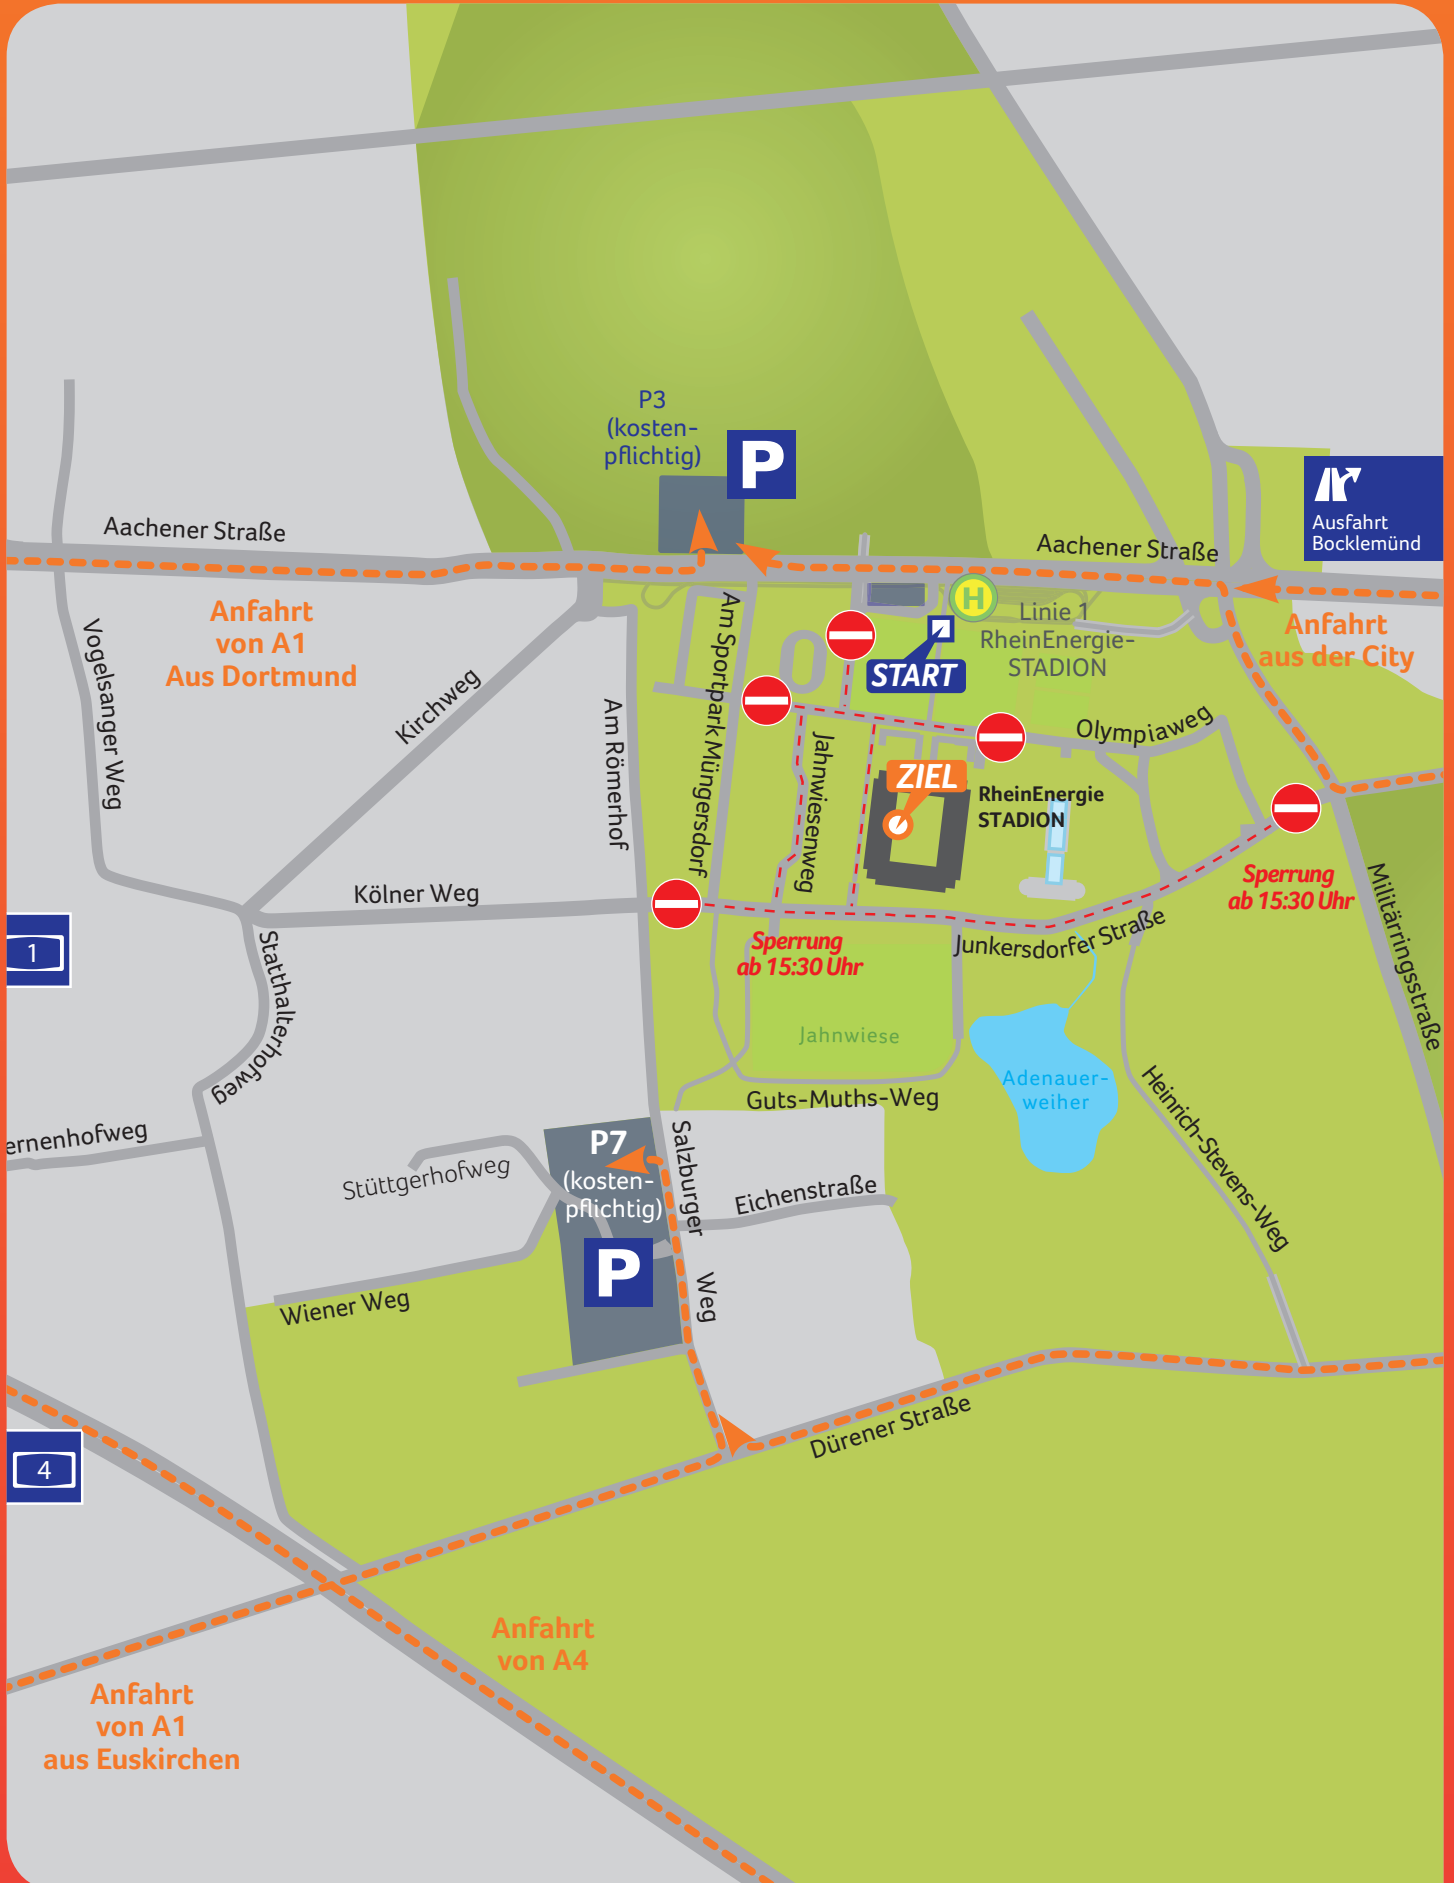 P3
(kosten-
pflichtig)
P
Aachener Straße
Aachener Straße
Ausfahrt
Bocklemünd
Anfahrt
von A1
Aus Dortmund
H
Linie 1
RheinEnergie-
STADION
START
Anfahrt
aus der City
Vogelsanger Weg
Kirchweg
Am Römerhof
Am Sportpark Müngersdorf
Jahnwiesenweg
Olympiaweg
ZIEL
RheinEnergie
STADION
Kölner Weg
Sperrung
ab 15:30 Uhr
Sperrung
ab 15:30 Uhr
Junkersdorfer Straße
Militärringsstraße
1
Statthalterhofweg
Jahnwiese
Adenauer-
weiher
Guts-Muths-Weg
Heinrich-Stevens-Weg
ernenhofweg
Stüttgerhofweg
P7
(kosten-
pflichtig)
P
Salzburger
Weg
Eichenstraße
Wiener Weg
Dürener Straße
4
Anfahrt
von A4
Anfahrt
von A1
aus Euskirchen